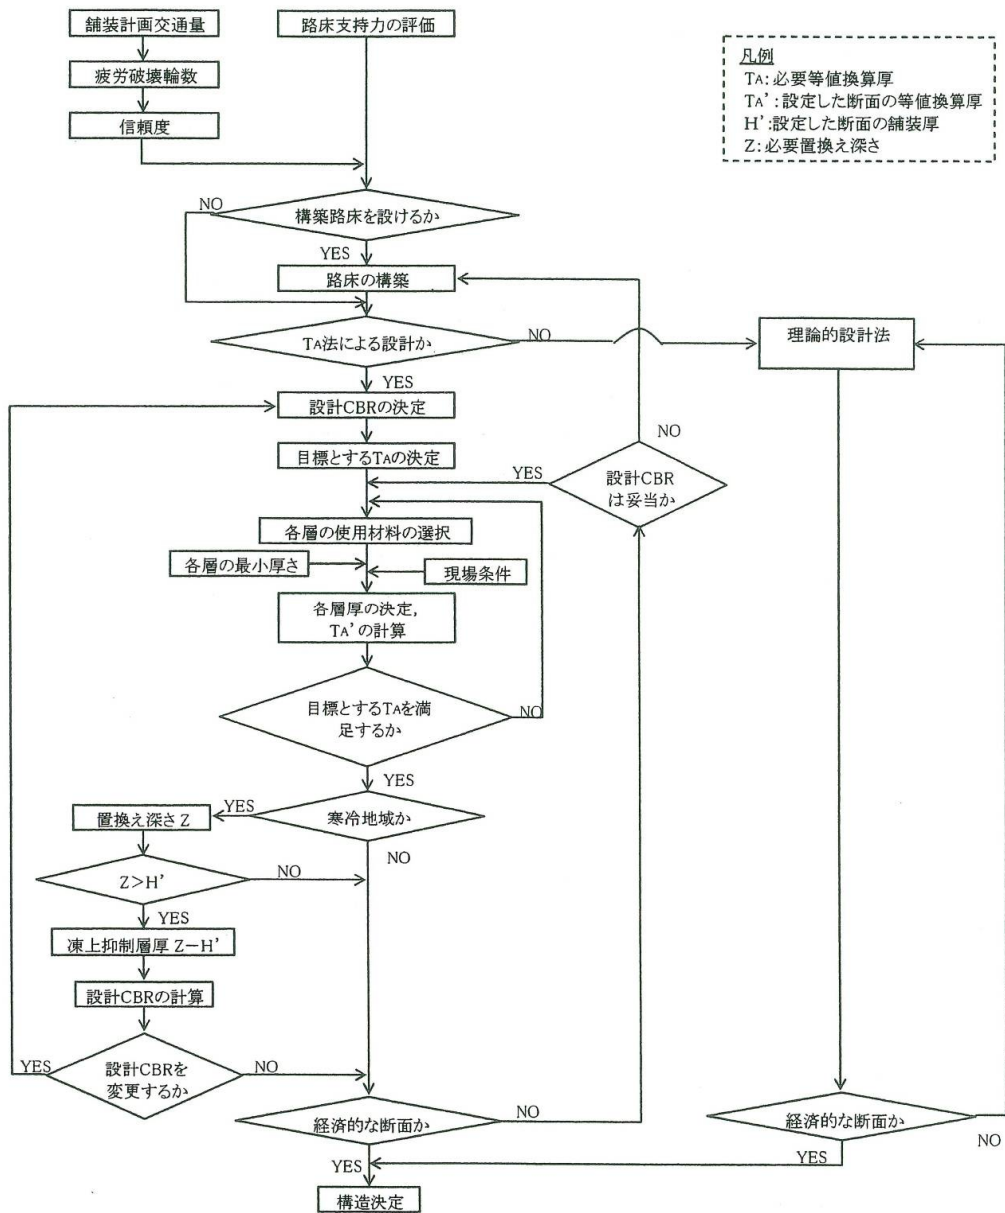 舗装計画交通量
路床支持力の評価
凡例
TA:必要等値換算厚
TA':設定した断面の等値換算厚
H':設定した断面の舗装厚
Z:必要置換え深さ
疲労破壊輪数
信頼度
NO
構築路床を設けるか
YES
路床の構築
TA法による設計か
NO
理論的設計法
YES
設計CBRの決定
目標とするTAの決定
YES
NO
設計CBR
は妥当か
各層の使用材料の選択
各層の最小厚さ
現場条件
各層厚の決定,
TA'の計算
目標とするTAを満
足するか
NO
YES
寒冷地域か
YES
置換え深さ Z
NO
Z>H'
NO
YES
凍上抑制層厚 Z-H'
設計CBRの計算
YES
設計CBRを
変更するか
NO
経済的な断面か
NO
経済的な断面か
NO
YES
YES
構造決定